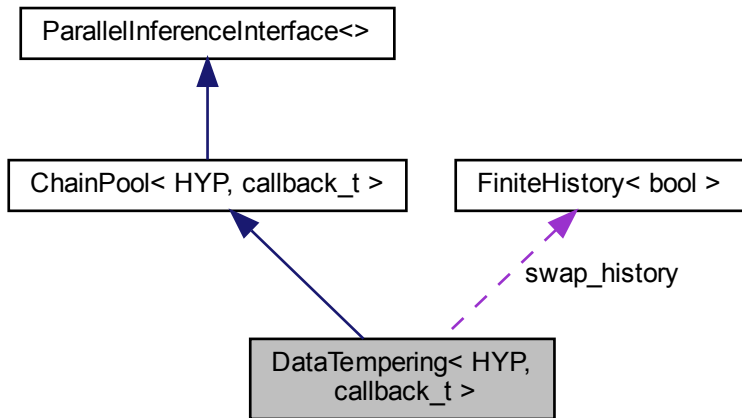 ParallelInferenceInterface<>
ChainPool< HYP, callback_t >
FiniteHistory< bool >
swap_history
DataTempering< HYP,
callback_t >